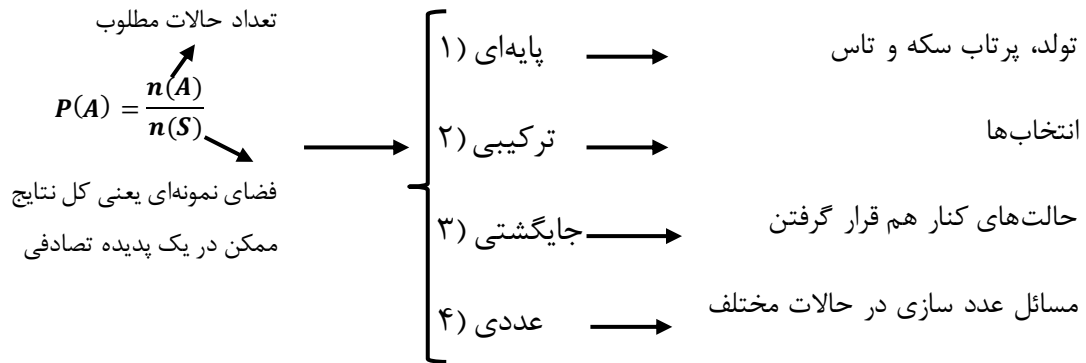 تعداد حالات مطلوب
P(A) = n(A) / n(S)
فضای نمونه‌ای یعنی کل نتایج
ممکن در یک پدیده تصادفی
۱) پایه‌ای
تولد، پرتاب سکه و تاس
۲) ترکیبی
انتخاب‌ها
۳) جایگشتی
حالت‌های کنار هم قرار گرفتن
۴) عددی
مسائل عدد سازی در حالات مختلف